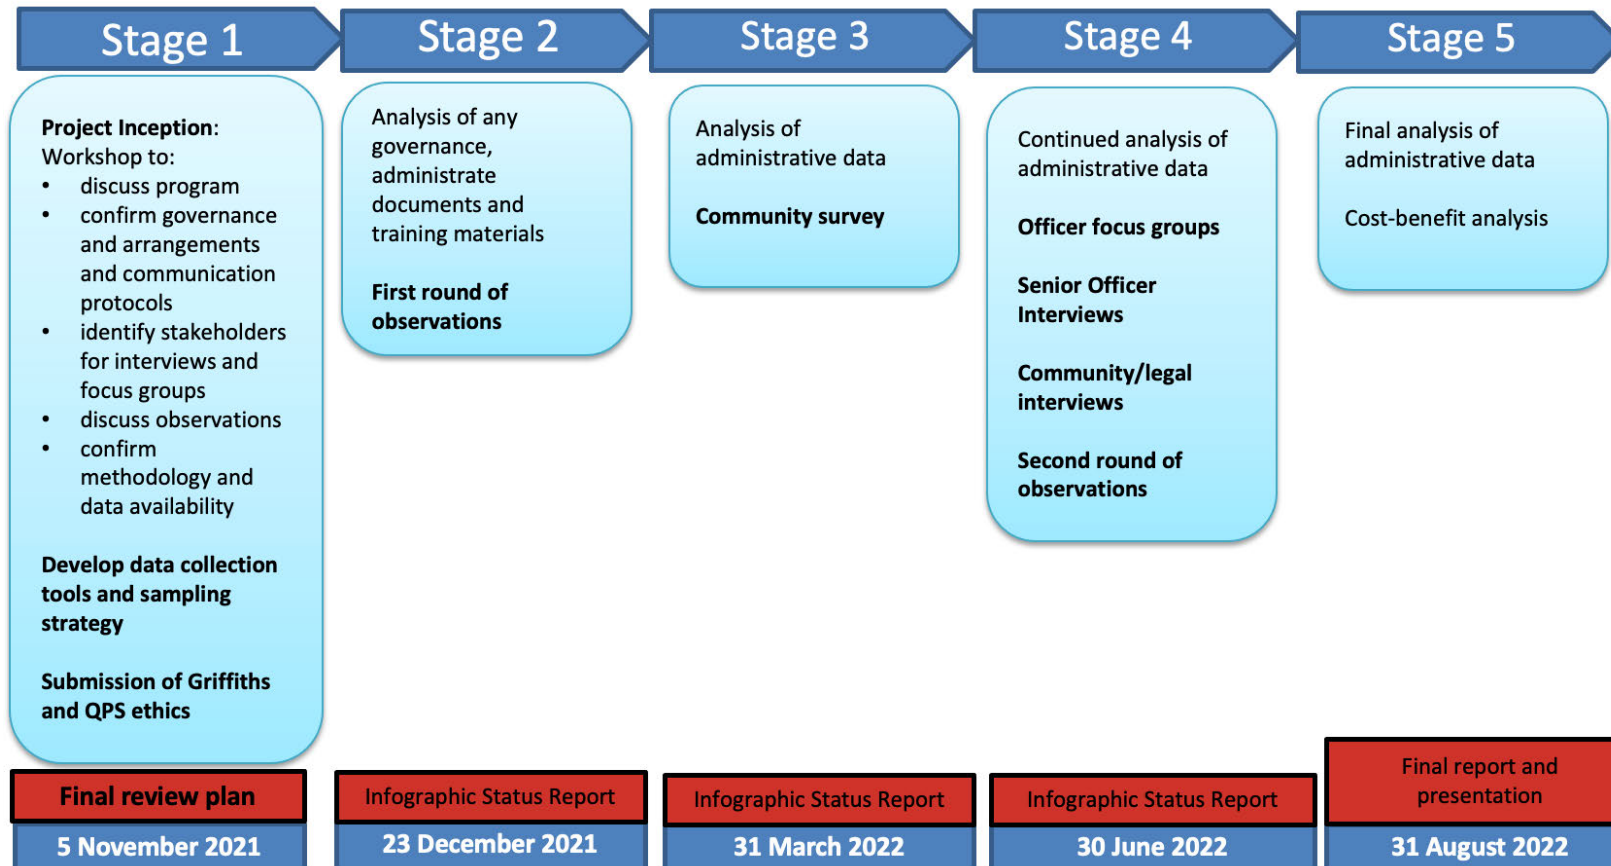 Stage 1
Stage 2
Stage 3
Stage 4
Stage 5
Project Inception:
Workshop to:
• discuss program
• confirm governance
and arrangements
and communication
protocols
• identify stakeholders
for interviews and
focus groups
• discuss observations
• confirm
methodology and
data availability
Develop data collection
tools and sampling
strategy
Submission of Griffiths
and QPS ethics
Analysis of any
governance,
administrate
documents and
training materials
First round of
observations
Analysis of
administrative data
Community survey
Continued analysis of
administrative data
Officer focus groups
Senior Officer
Interviews
Community/legal
interviews
Second round of
observations
Final analysis of
administrative data
Cost-benefit analysis
Final review plan
5 November 2021
Infographic Status Report
23 December 2021
Infographic Status Report
31 March 2022
Infographic Status Report
30 June 2022
Final report and
presentation
31 August 2022